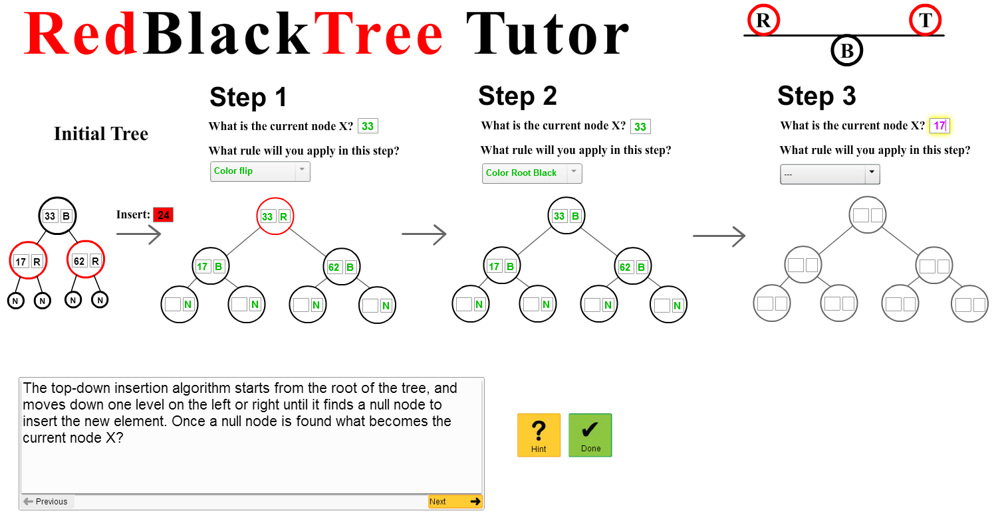 RedBlackTree Tutor
R
T
B
Step 1
Step 2
Step 3
Initial Tree
What is the current node X? 33
What is the current node X? 33
What is the current node X? 17
What rule will you apply in this step?
What rule will you apply in this step?
What rule will you apply in this step?
Color flip
Color Root Black
---
Insert: 24
33 B
17 R
62 R
N
N
N
N
33 R
17 B
62 B
N
N
N
N
33 B
17 B
62 B
N
N
N
N
The top-down insertion algorithm starts from the root of the tree, and
moves down one level on the left or right until it finds a null node to
insert the new element. Once a null node is found what becomes the
current node X?
?
Hint
✔
Done
Previous
Next